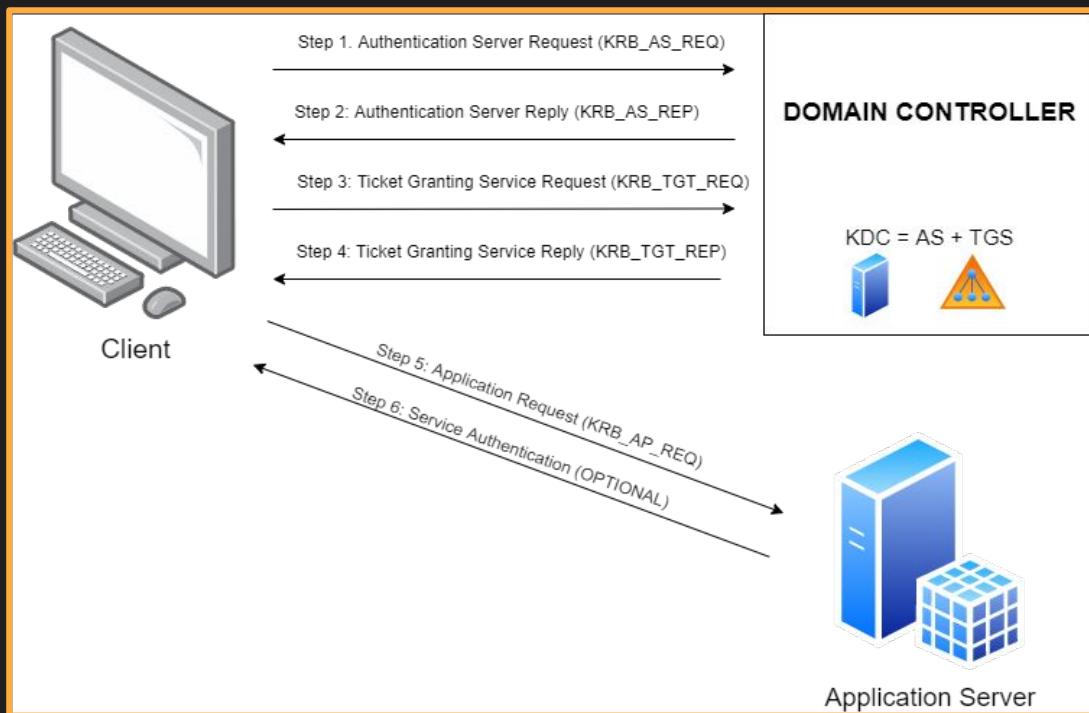 Step 1. Authentication Server Request (KRB_AS_REQ)
Step 2: Authentication Server Reply (KRB_AS_REP)
DOMAIN CONTROLLER
Step 3: Ticket Granting Service Request (KRB_TGT_REQ)
Step 4: Ticket Granting Service Reply (KRB_TGT_REP)
KDC = AS + TGS
Client
Step 5: Application Request (KRB_AP_REQ)
Step 6: Service Authentication (OPTIONAL)
Application Server